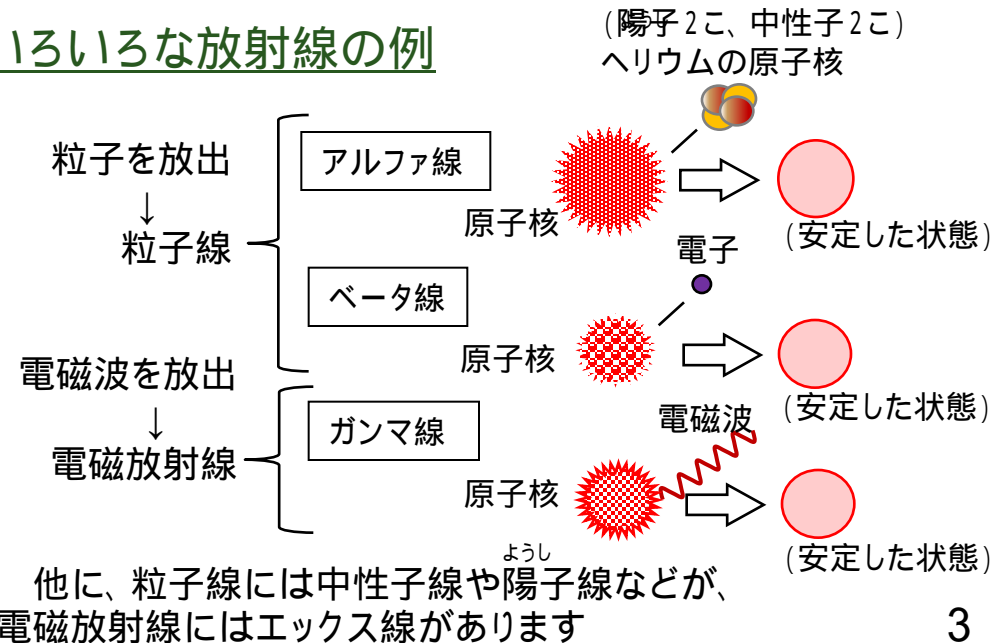 いろいろな放射線の例
(陽子2こ、中性子2こ)
ヘリウムの原子核
粒子を放出
↓
粒子線
アルファ線
原子核
(安定した状態)
電子
ベータ線
原子核
(安定した状態)
電磁波を放出
↓
電磁放射線
ガンマ線
電磁波
原子核
(安定した状態)
ようし
他に、粒子線には中性子線や陽子線などが、
電磁放射線にはエックス線があります
3